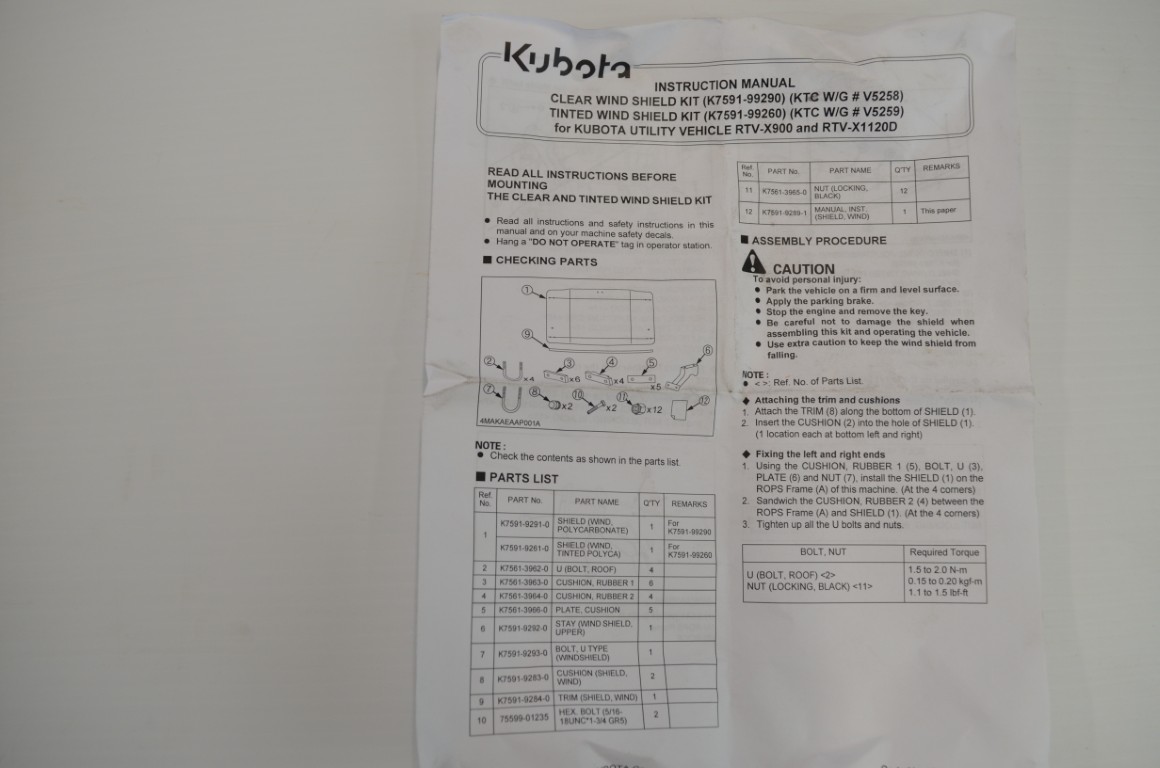 Kubota
INSTRUCTION MANUAL
CLEAR WIND SHIELD KIT (K7591-99290) (KTC W/G # V5258)
TINTED WIND SHIELD KIT (K7591-99260) (KTC W/G # V5259)
for KUBOTA UTILITY VEHICLE RTV-X900 and RTV-X1120D
READ ALL INSTRUCTIONS BEFORE
MOUNTING
THE CLEAR AND TINTED WIND SHIELD KIT
● Read all instructions and safety instructions in this
manual and on your machine safety decals.
● Hang a "DO NOT OPERATE" tag in operator station.
■ CHECKING PARTS
①
⑨
② x4 ③ x6 ④ x4 ⑤ x5 ⑥
⑦ ⑧ x2 ⑩ x2 ⑪ x12 ⑫
4MAKAEAAP001A
NOTE :
● Check the contents as shown in the parts list.
■ PARTS LIST
Ref. No. PART No. PART NAME Q'TY REMARKS
1 K7591-9291-0 SHIELD (WIND, POLYCARBONATE) 1 For K7591-99290
K7591-9261-0 SHIELD (WIND, TINTED POLYCA) 1 For K7591-99260
2 K7561-3962-0 U (BOLT, ROOF) 4
3 K7561-3963-0 CUSHION, RUBBER 1 6
4 K7561-3964-0 CUSHION, RUBBER 2 4
5 K7561-3966-0 PLATE, CUSHION 5
6 K7591-9292-0 STAY (WIND SHIELD, UPPER) 1
7 K7591-9293-0 BOLT, U TYPE (WINDSHIELD) 1
8 K7591-9283-0 CUSHION (SHIELD, WIND) 2
9 K7591-9284-0 TRIM (SHIELD, WIND) 1
10 75599-01235 HEX. BOLT (5/16-18UNC*1-3/4 GR5) 2
Ref. No. PART No. PART NAME Q'TY REMARKS
11 K7561-3965-0 NUT (LOCKING, BLACK) 12
12 K7591-9289-1 MANUAL, INST. (SHIELD, WIND) 1 This paper
■ ASSEMBLY PROCEDURE
CAUTION
To avoid personal injury:
● Park the vehicle on a firm and level surface.
● Apply the parking brake.
● Stop the engine and remove the key.
● Be careful not to damage the shield when
assembling this kit and operating the vehicle.
● Use extra caution to keep the wind shield from
falling.
NOTE :
● < >: Ref. No. of Parts List.
◆ Attaching the trim and cushions
1. Attach the TRIM (8) along the bottom of SHIELD (1).
2. Insert the CUSHION (2) into the hole of SHIELD (1).
(1 location each at bottom left and right)
◆ Fixing the left and right ends
1. Using the CUSHION, RUBBER 1 (5), BOLT, U (3),
PLATE (6) and NUT (7), install the SHIELD (1) on the
ROPS Frame (A) of this machine. (At the 4 corners)
2. Sandwich the CUSHION, RUBBER 2 (4) between the
ROPS Frame (A) and SHIELD (1). (At the 4 corners)
3. Tighten up all the U bolts and nuts.
BOLT, NUT Required Torque
U (BOLT, ROOF) <2>
NUT (LOCKING, BLACK) <11>
1.5 to 2.0 N-m
0.15 to 0.20 kgf-m
1.1 to 1.5 lbf-ft